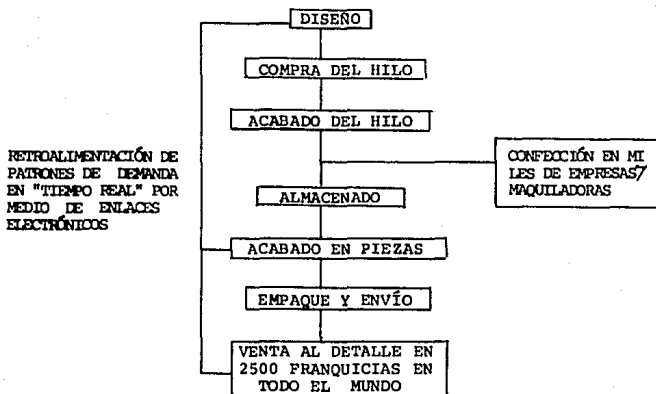 DISEÑO
COMPRA DEL HILO
ACABADO DEL HILO
RETROALIMENTACIÓN DE
PATRONES DE DEMANDA
EN "TIEMPO REAL" POR
MEDIO DE ENLACES
ELECTRÓNICOS
CONFECCIÓN EN MI
LES DE EMPRESAS/
MAQUILADORAS
ALMACENADO
ACABADO EN PIEZAS
EMPAQUE Y ENVÍO
VENTA AL DETALLE EN
2500 FRANQUICIAS EN
TODO EL MUNDO